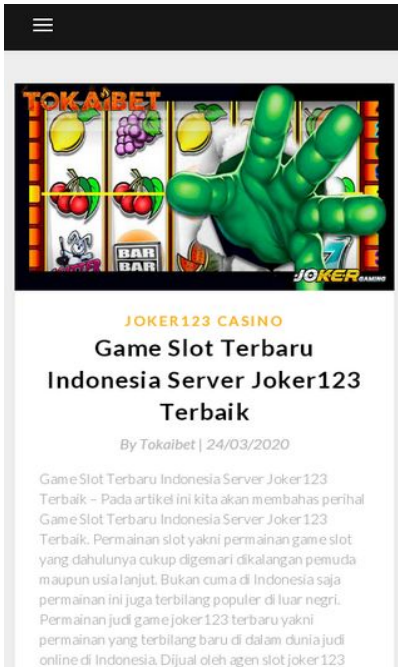 TOKAIBET
BAR
BAR
BAR
BAR
7
JOKER GAMING
JOKER123 CASINO
Game Slot Terbaru
Indonesia Server Joker123
Terbaik
By Tokaibet | 24/03/2020
Game Slot Terbaru Indonesia Server Joker123
Terbaik – Pada artikel ini kita akan membahas perihal
Game Slot Terbaru Indonesia Server Joker123
Terbaik. Permainan slot yakni permainan game slot
yang dahulunya cukup digemari dikalangan pemuda
maupun usia lanjut. Bukan cuma di Indonesia saja
permainan ini juga terbilang populer di luar negri.
Permainan judi game joker123 terbaru yakni
permainan yang terbilang baru di dalam dunia judi
online di Indonesia. Dijual oleh agen slot joker123